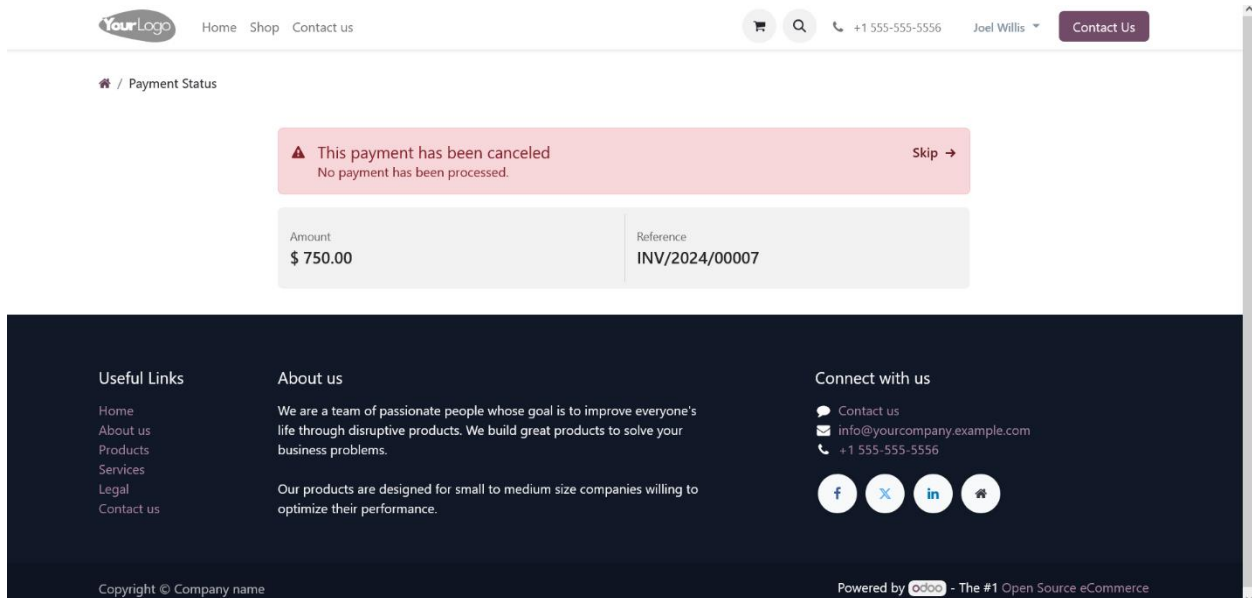 YourLogo Home Shop Contact us +1 555-555-5556 Joel Willis Contact Us
/ Payment Status
This payment has been canceled Skip →
No payment has been processed.
Amount Reference
$ 750.00 INV/2024/00007
Useful Links
Home
About us
Products
Services
Legal
Contact us
About us
We are a team of passionate people whose goal is to improve everyone's
life through disruptive products. We build great products to solve your
business problems.
Our products are designed for small to medium size companies willing to
optimize their performance.
Connect with us
Contact us
info@yourcompany.example.com
+1 555-555-5556
Copyright © Company name Powered by odoo - The #1 Open Source eCommerce